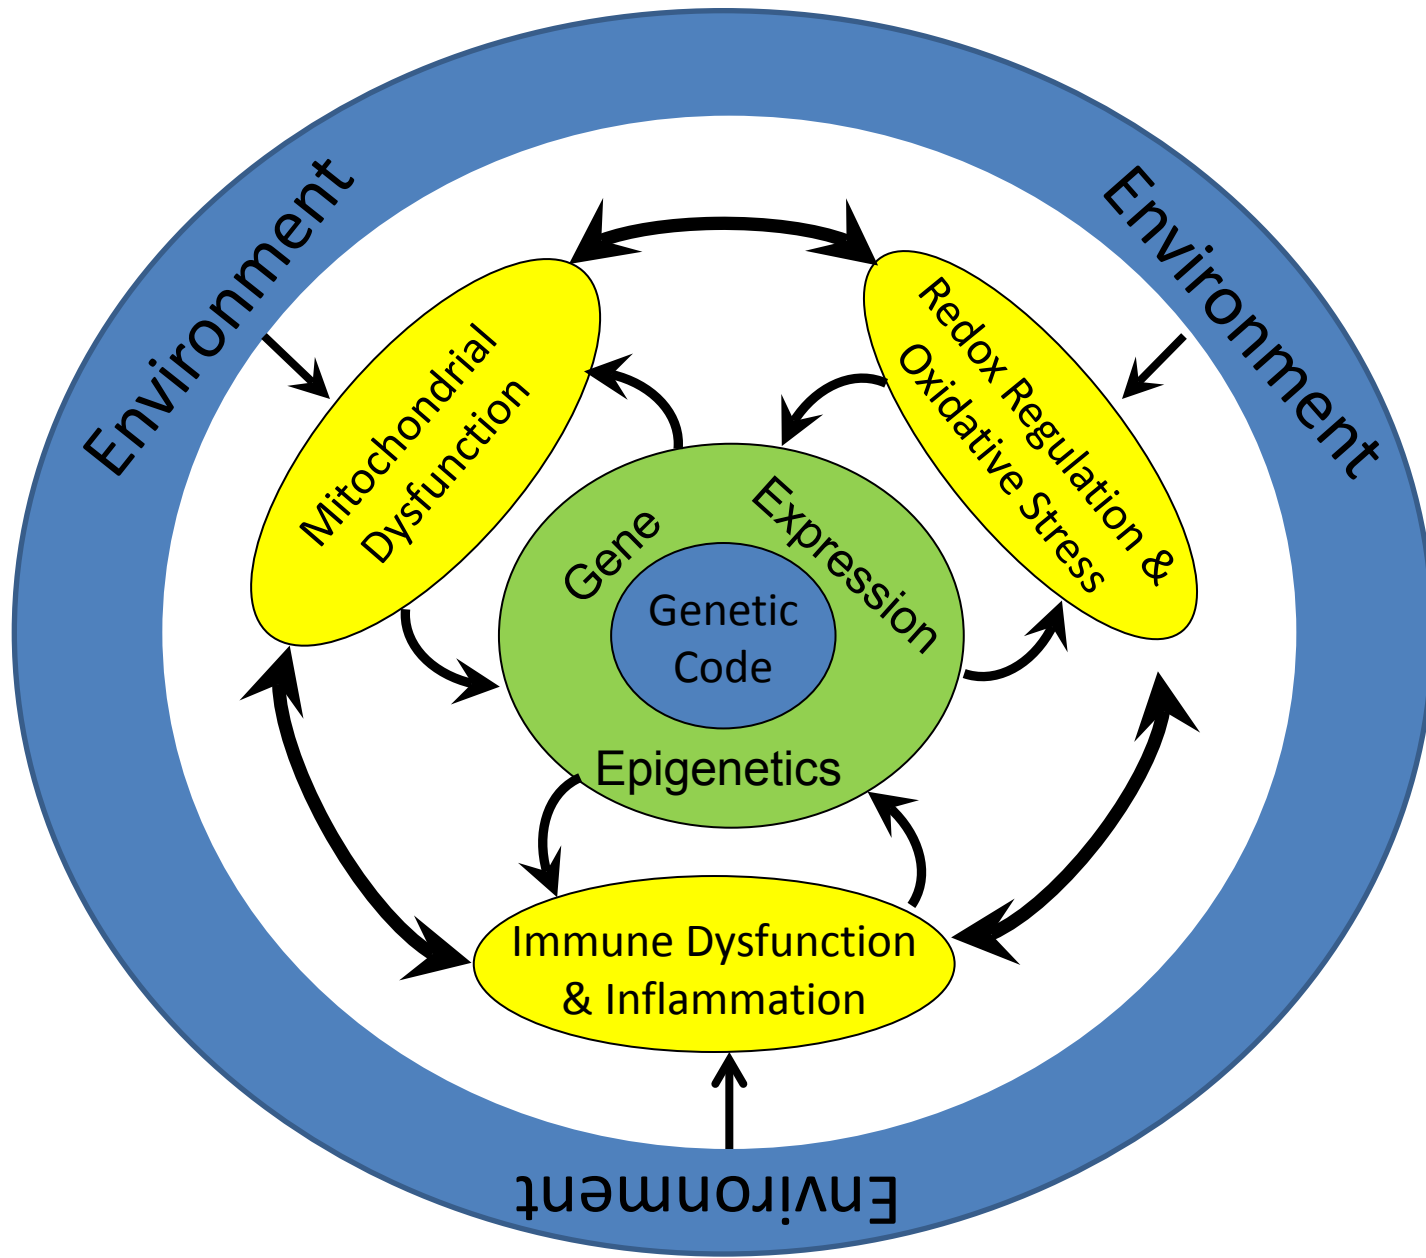 Environment
Environment
Mitochondrial
Dysfunction
Redox Regulation &
Oxidative Stress
Gene
Expression
Genetic
Code
Epigenetics
Immune Dysfunction
& Inflammation
Environment